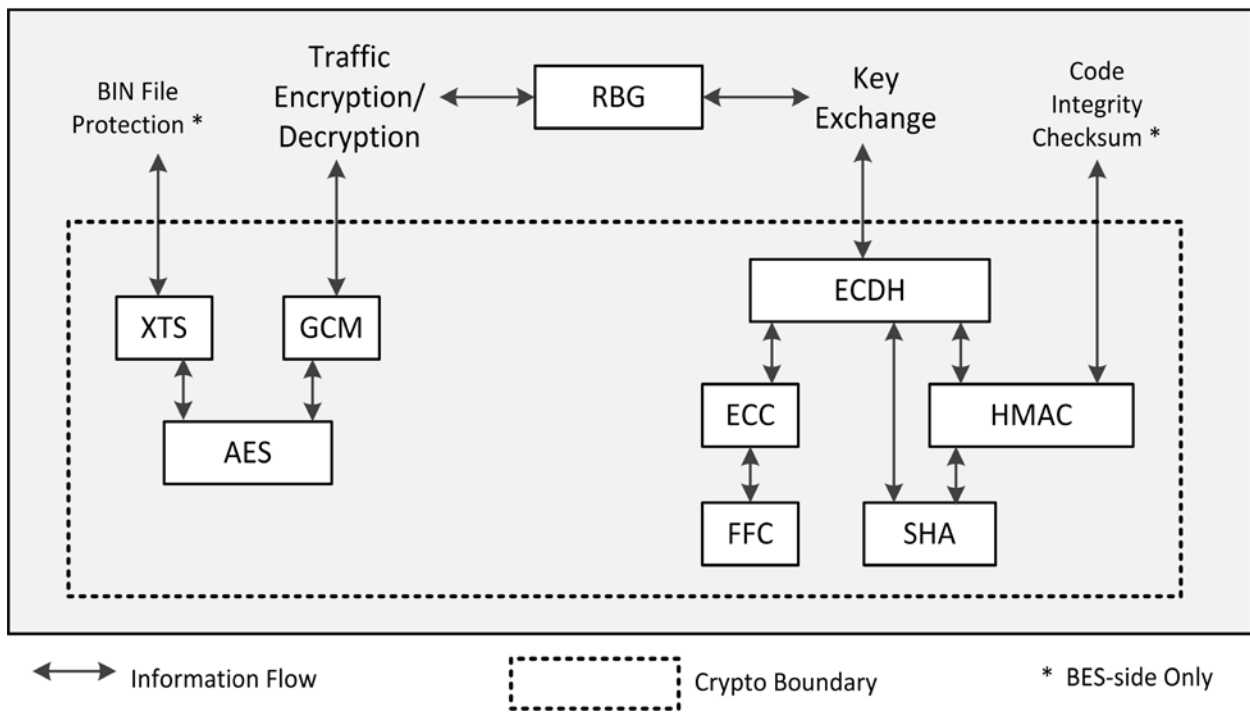 BIN File
Protection *
Traffic
Encryption/
Decryption
RBG
Key
Exchange
Code
Integrity
Checksum *
XTS
GCM
AES
ECDH
ECC
HMAC
FFC
SHA
Information Flow
Crypto Boundary
* BES-side Only